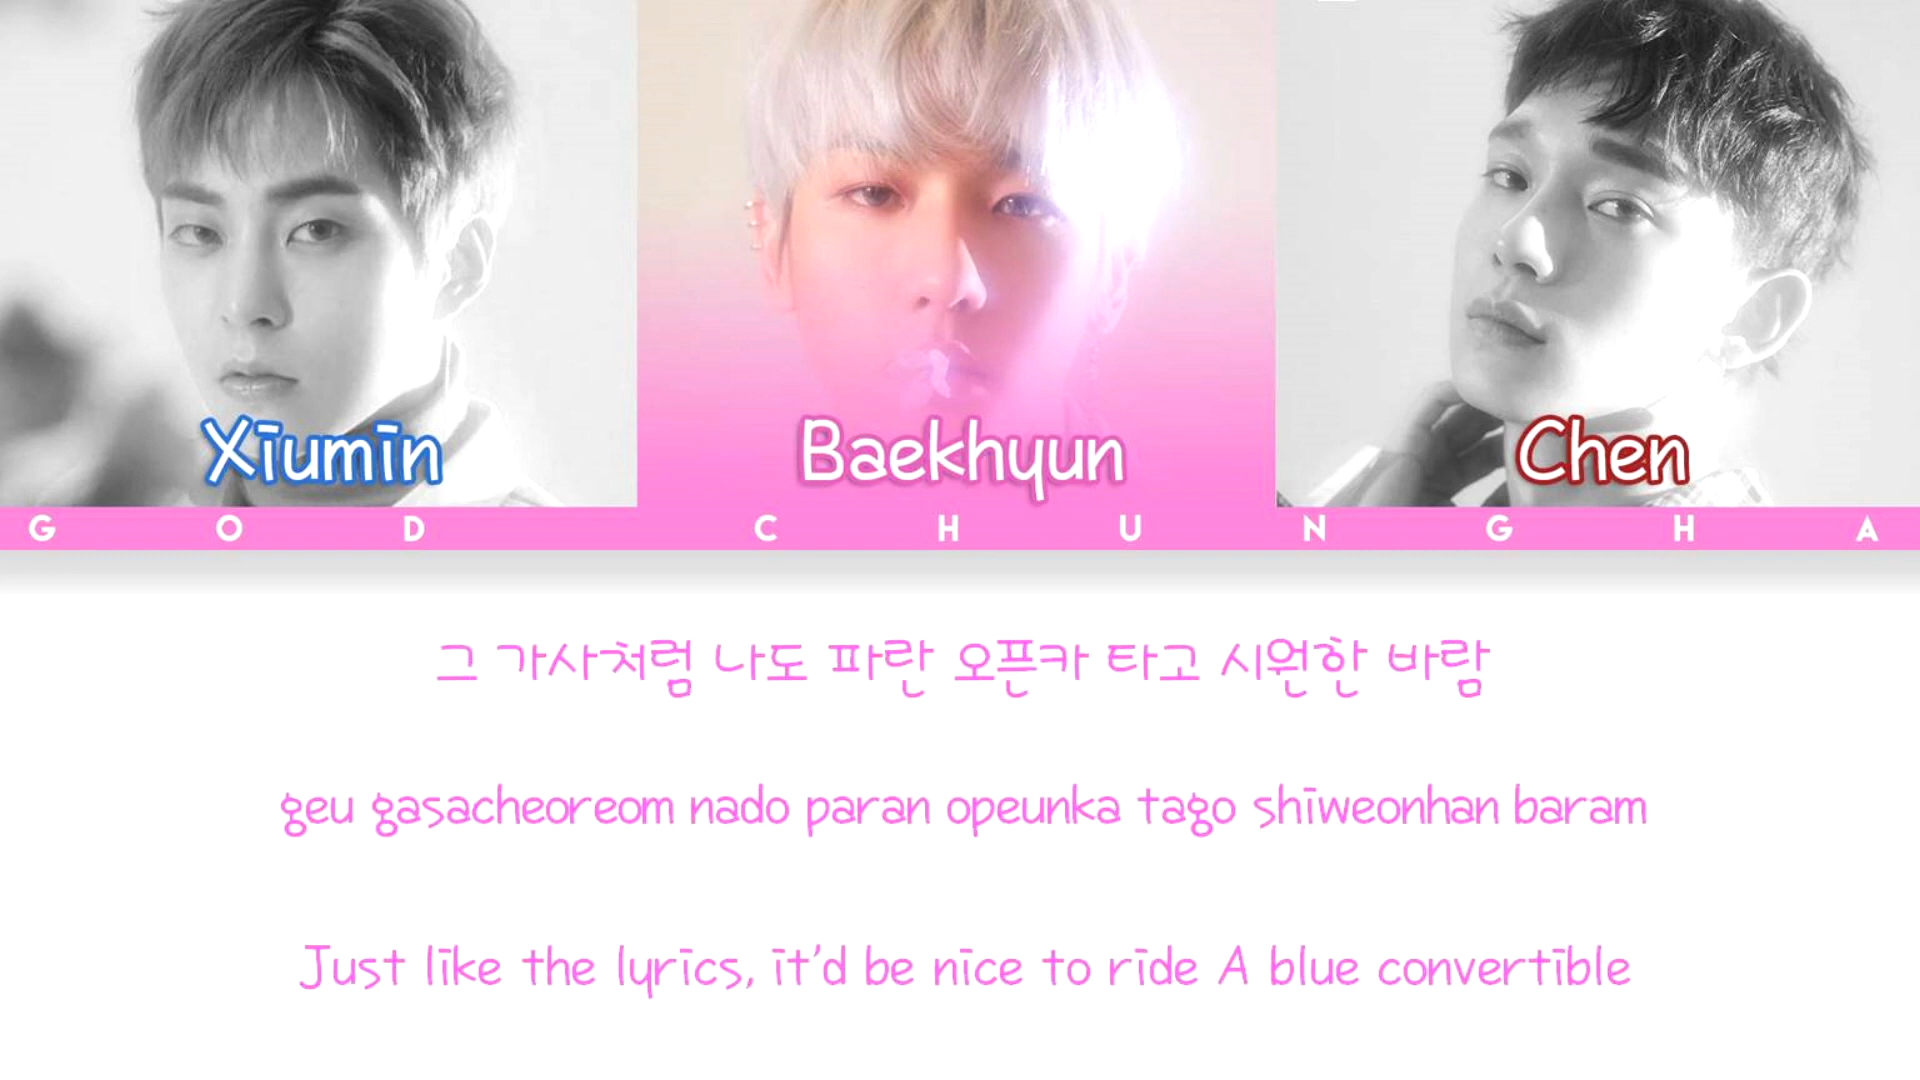 Xiumin
Baekhyun
Chen
GOD CHUNGHA
그 가사처럼 나도 파란 오픈카 타고 시원한 바람
geu gasacheoreom nado paran opeunka tago shiweonhan baram
Just like the lyrics, it'd be nice to ride A blue convertible